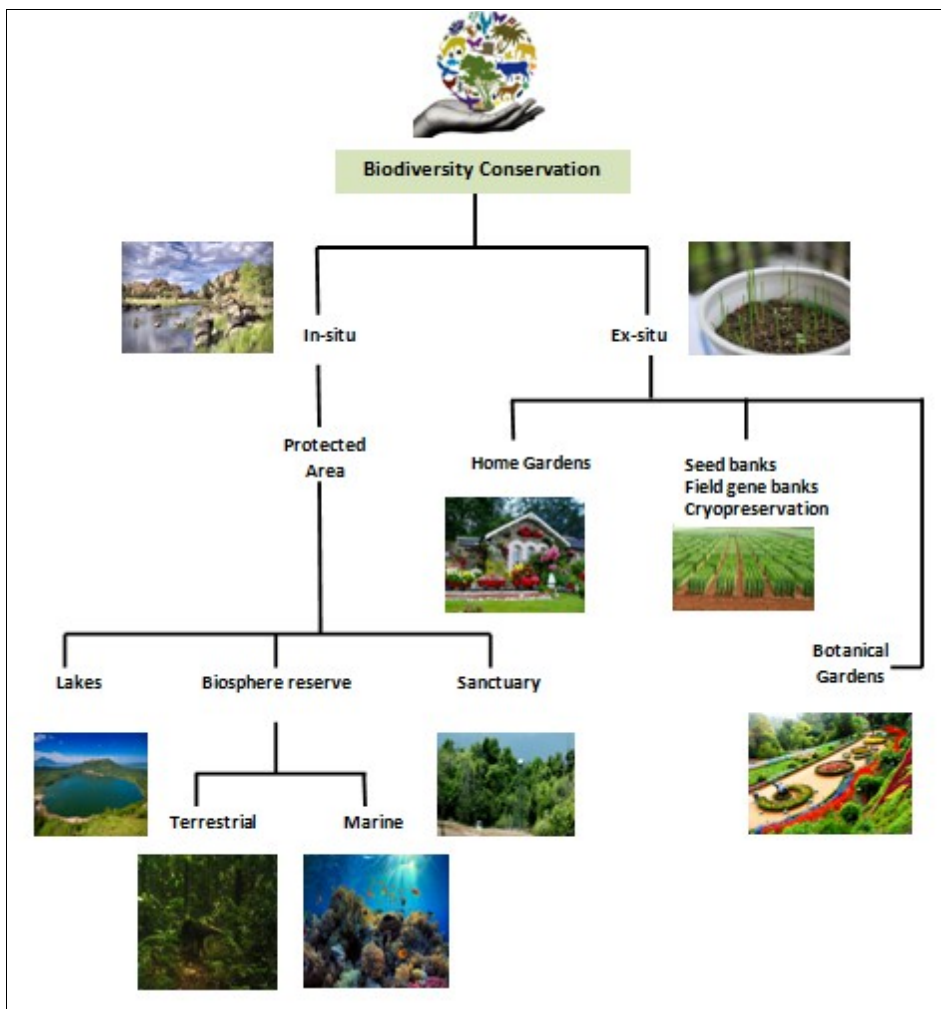 Biodiversity Conservation
In-situ
Ex-situ
Protected
Area
Home Gardens
Seed banks
Field gene banks
Cryopreservation
Botanical
Gardens
Lakes
Biosphere reserve
Sanctuary
Terrestrial
Marine